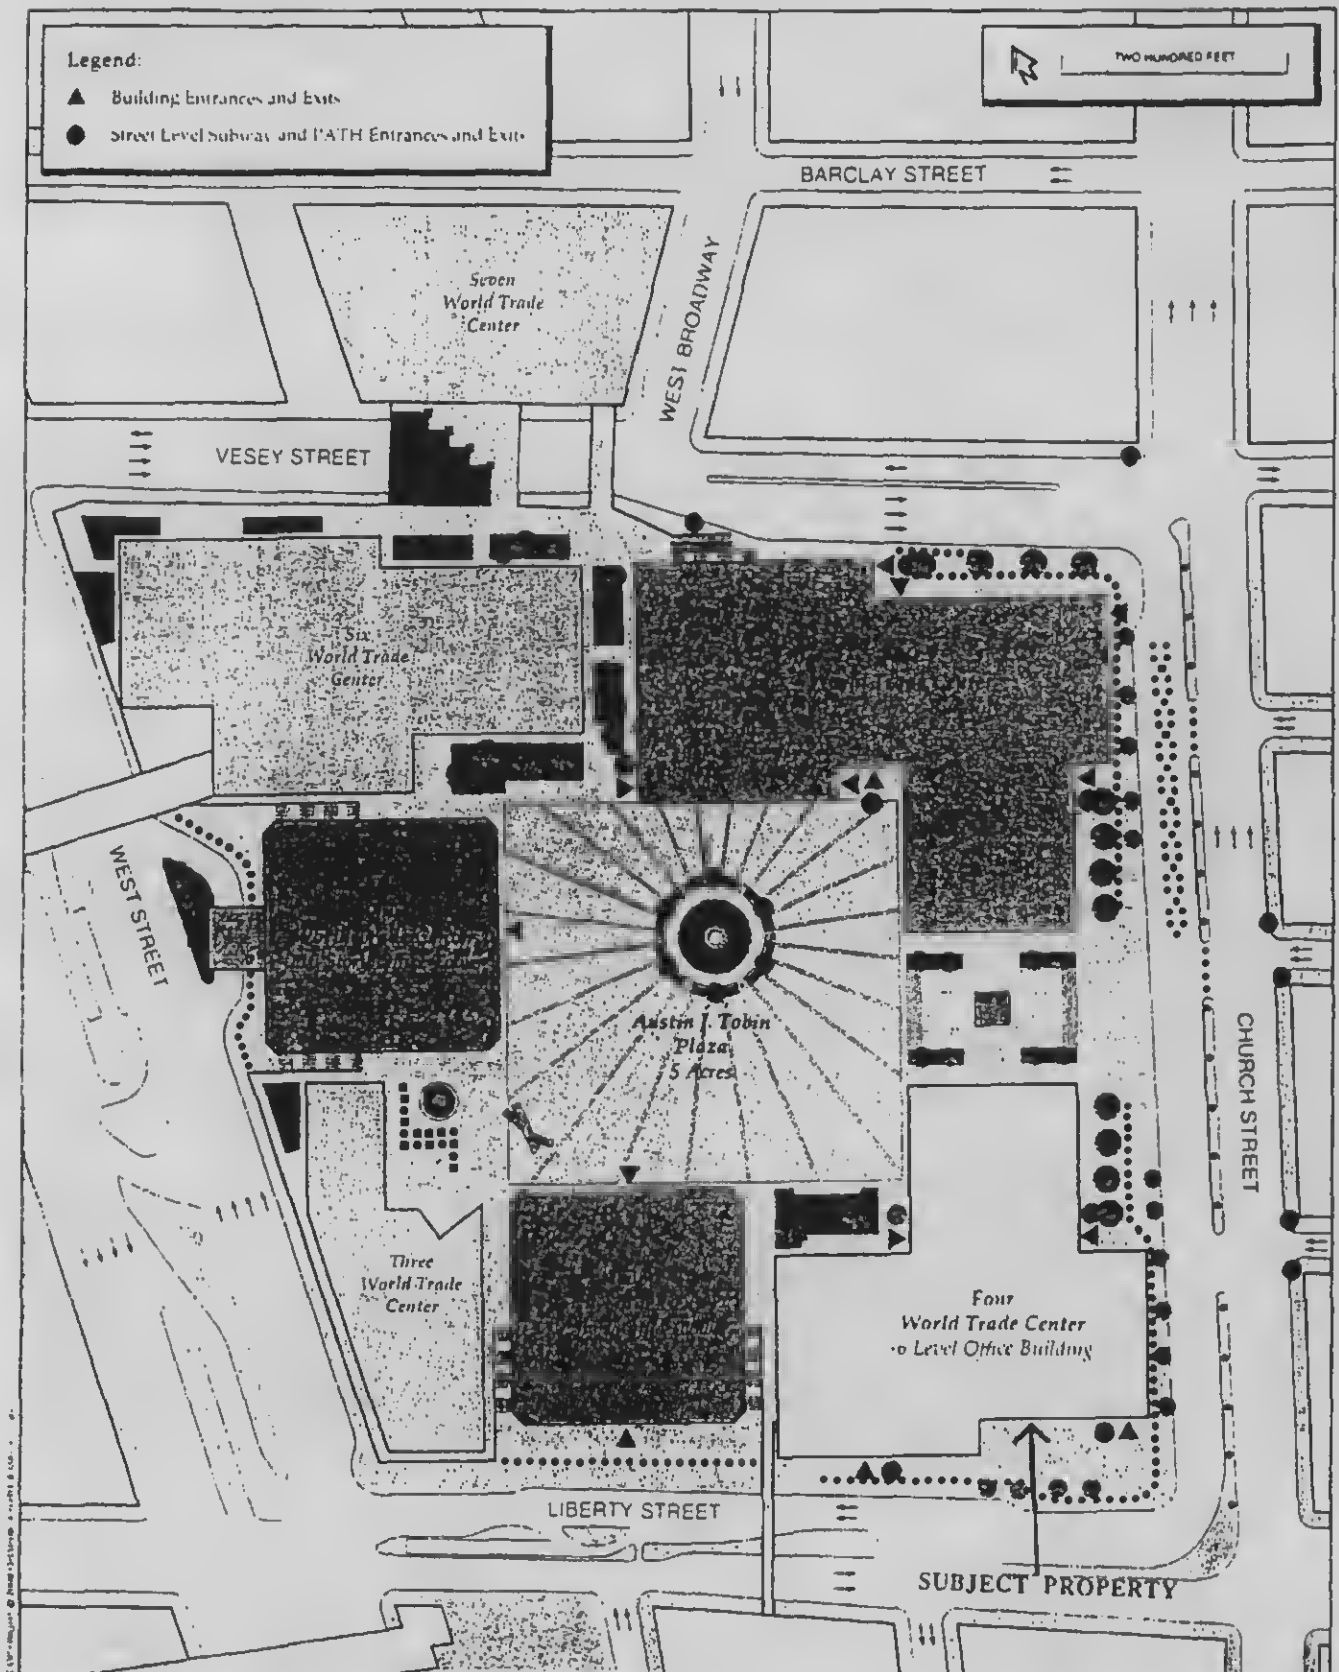 Legend:
Building Entrances and Exits
Street Level Subway and PATH Entrances and Exits
TWO HUNDRED FEET
BARCLAY STREET
Seven
World Trade
Center
WEST BROADWAY
VESEY STREET
Six
World Trade
Center
WEST STREET
Austin J. Tobin
Plaza
5 Acres
CHURCH STREET
Three
World Trade
Center
Four
World Trade Center
Level Office Building
LIBERTY STREET
SUBJECT PROPERTY